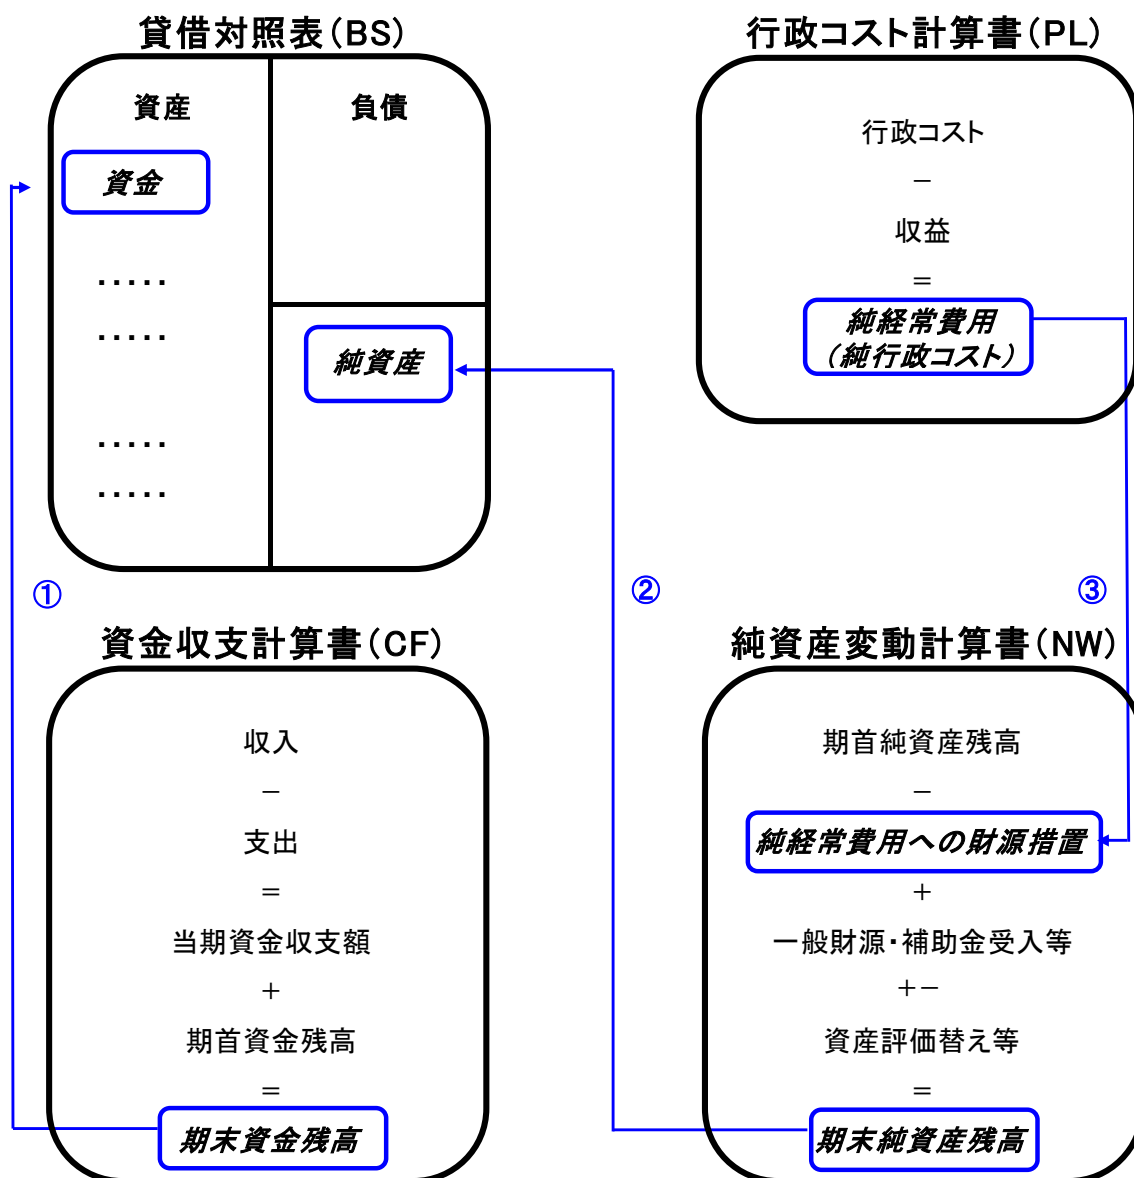 貸借対照表（BS）
資産
負債
資金
・・・・・
・・・・・
純資産
・・・・・
・・・・・
行政コスト計算書（PL）
行政コスト
－
収益
＝
純経常費用
（純行政コスト）
①
②
③
資金収支計算書（CF）
収入
－
支出
＝
当期資金収支額
＋
期首資金残高
＝
期末資金残高
純資産変動計算書（NW）
期首純資産残高
－
純経常費用への財源措置
＋
一般財源・補助金受入等
＋－
資産評価替え等
＝
期末純資産残高